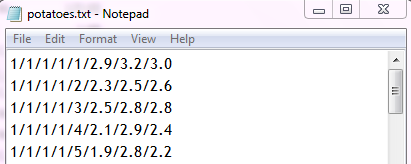 potatoes.txt - Notepad
File Edit Format View Help
1/1/1/1/1/2.9/3.2/3.0
1/1/1/1/2/2.3/2.5/2.6
1/1/1/1/3/2.5/2.8/2.8
1/1/1/1/4/2.1/2.9/2.4
1/1/1/1/5/1.9/2.8/2.2